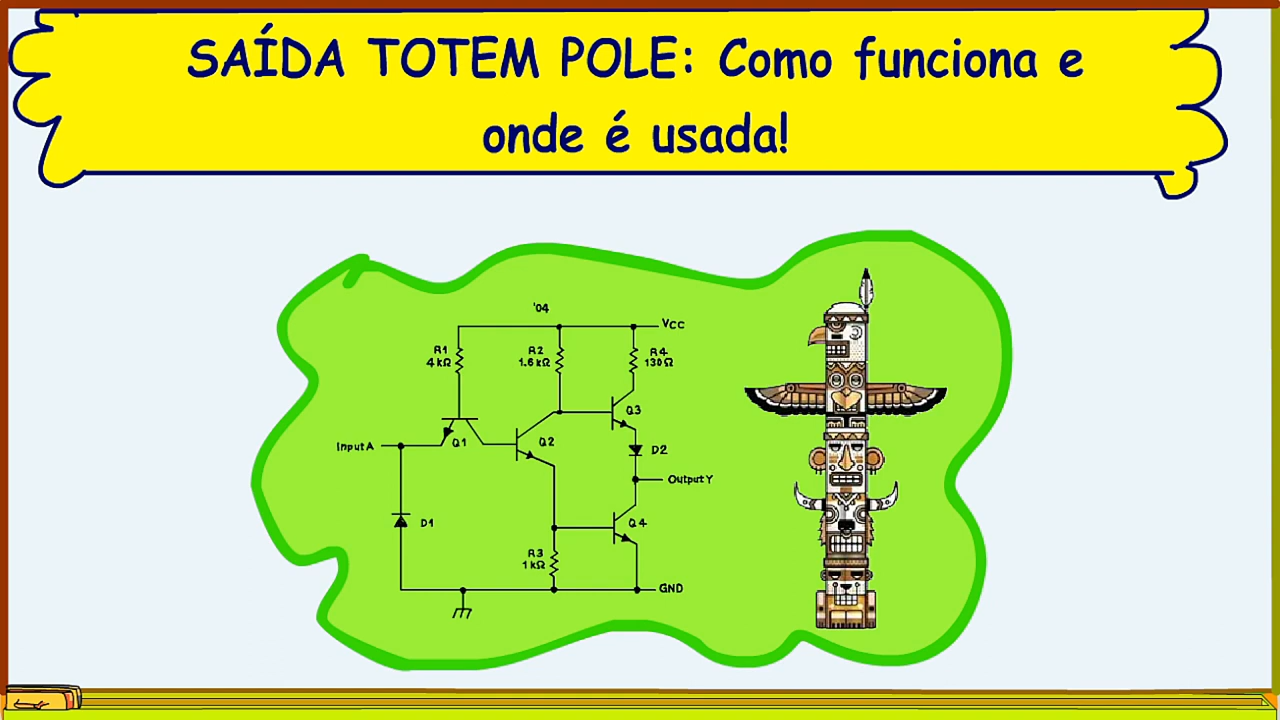 SAÍDA TOTEM POLE: Como funciona e
onde é usada!
'04
VCC
R1
4 kΩ
R2
1.6 kΩ
R4
130 Ω
Q3
Input A
Q1
Q2
D2
Output Y
D1
Q4
R3
1 kΩ
GND